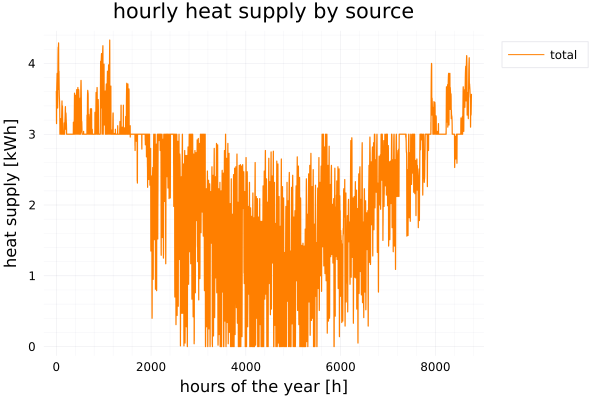 hourly heat supply by source
total
heat supply [kWh]
4
3
2
1
0
0 2000 4000 6000 8000
hours of the year [h]